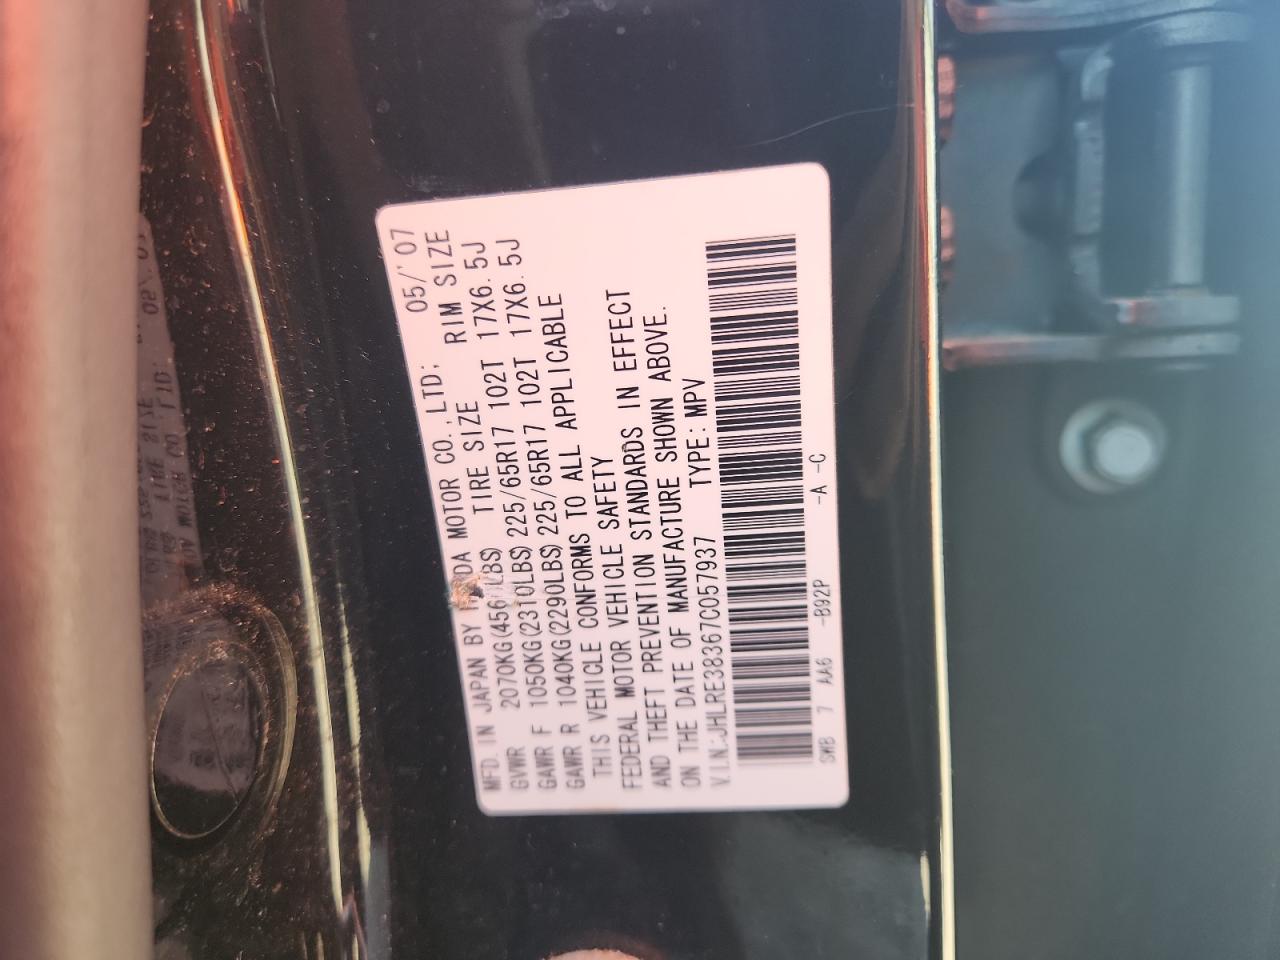 MFD. IN JAPAN BY HONDA MOTOR CO., LTD; 05/'07
GVWR 2070KG(4560LBS) TIRE SIZE RIM SIZE
GAWR F 1050KG(2310LBS) 225/65R17 102T 17X6.5J
GAWR R 1040KG(2290LBS) 225/65R17 102T 17X6.5J
THIS VEHICLE CONFORMS TO ALL APPLICABLE
FEDERAL MOTOR VEHICLE SAFETY
AND THEFT PREVENTION STANDARDS IN EFFECT
ON THE DATE OF MANUFACTURE SHOWN ABOVE.
V.I.N.:JHLRE38367C057937 TYPE:MPV
SWB 7 AA6 -B92P -A -C